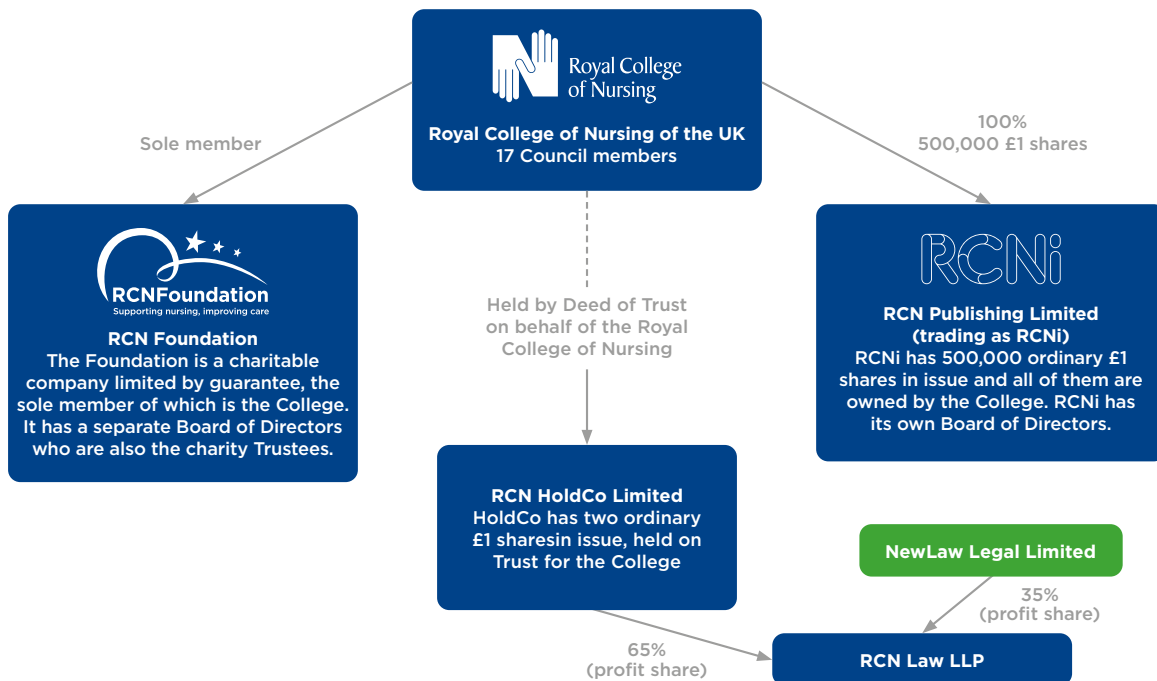 Royal College
of Nursing
Royal College of Nursing of the UK
17 Council members
Sole member
100%
500,000 £1 shares
RCNFoundation
Supporting nursing, improving care
RCN Foundation
The Foundation is a charitable
company limited by guarantee, the
sole member of which is the College.
It has a separate Board of Directors
who are also the charity Trustees.
Held by Deed of Trust
on behalf of the Royal
College of Nursing
RCNi
RCN Publishing Limited
(trading as RCNi)
RCNi has 500,000 ordinary £1
shares in issue and all of them are
owned by the College. RCNi has
its own Board of Directors.
RCN HoldCo Limited
HoldCo has two ordinary
£1 sharesin issue, held on
Trust for the College
NewLaw Legal Limited
35%
(profit share)
65%
(profit share)
RCN Law LLP